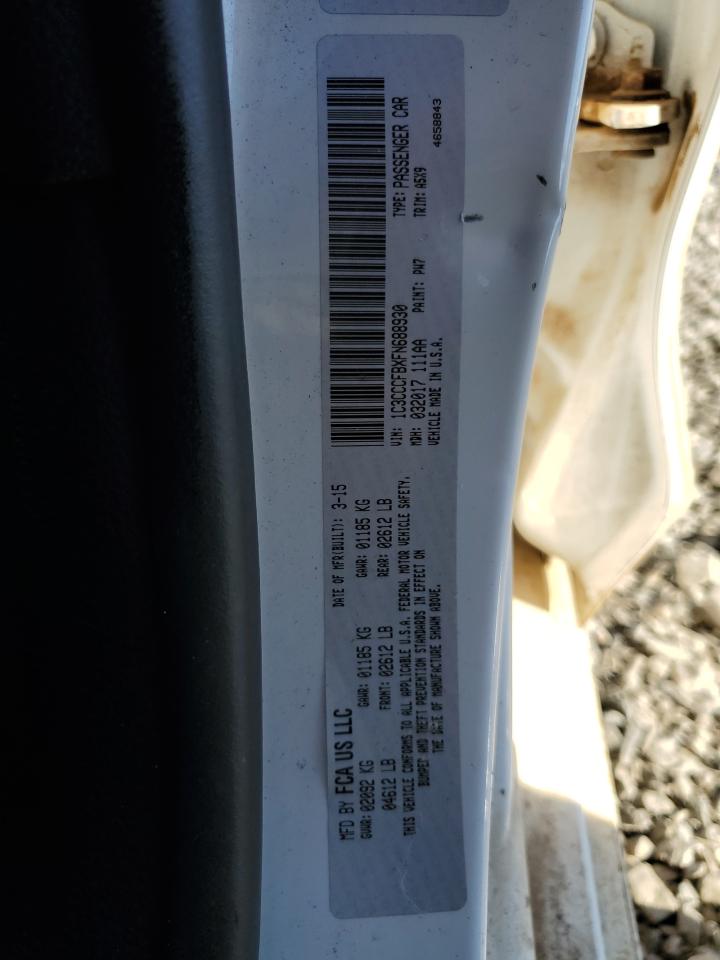 MFD BY FCA US LLC
DATE OF MFR(BUILT): 3-15
GVWR: 02092 KG
GAWR: 01185 KG
GAWR: 01185 KG
04612 LB
FRONT: 02612 LB
REAR: 02612 LB
THIS VEHICLE CONFORMS TO ALL APPLICABLE U.S.A. FEDERAL MOTOR VEHICLE SAFETY,
BUMPER AND THEFT PREVENTION STANDARDS IN EFFECT ON
THE DATE OF MANUFACTURE SHOWN ABOVE.
VIN: 1C3CCCFBXFN688930
TYPE: PASSENGER CAR
MDH: 032017 111AA
PAINT: PW7
TRIM: A5X9
VEHICLE MADE IN U.S.A.
4658843